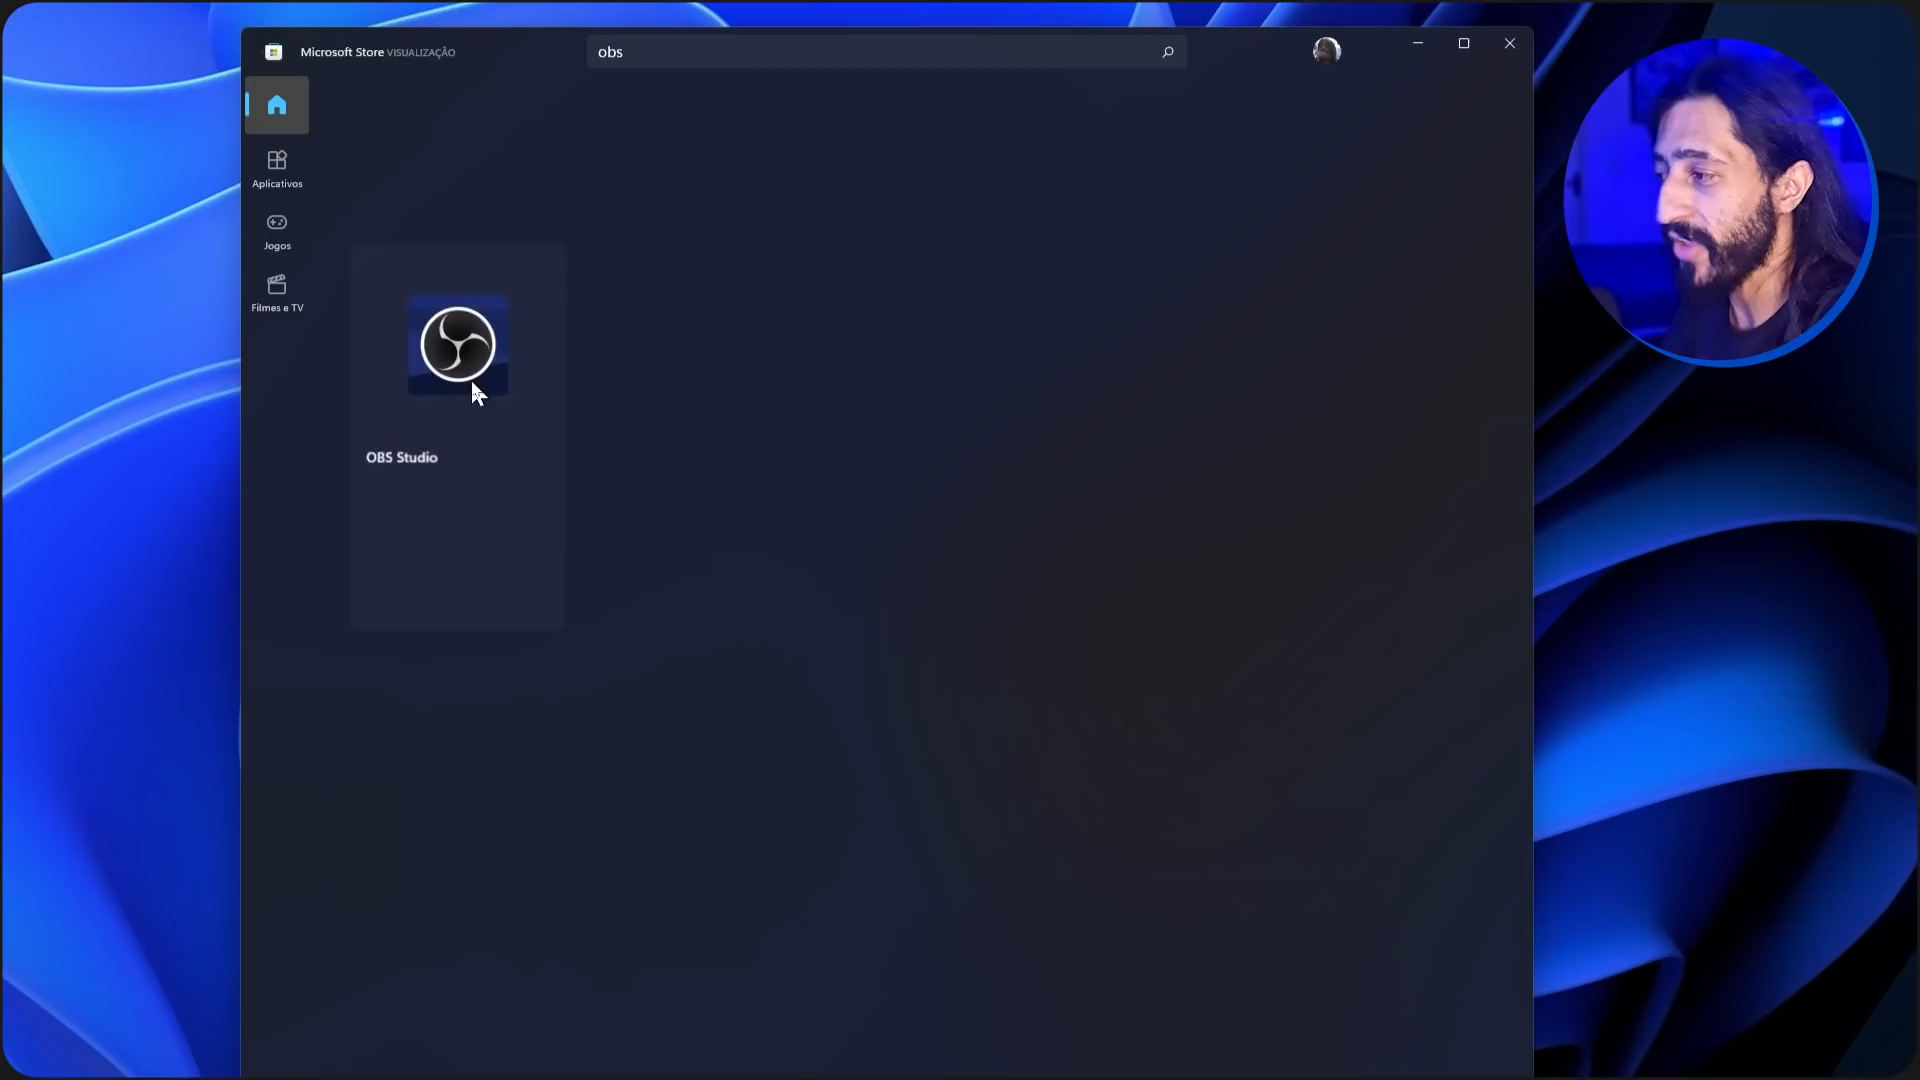 Microsoft Store VISUALIZAÇÃO
obs
Aplicativos
Jogos
Filmes e TV
OBS Studio